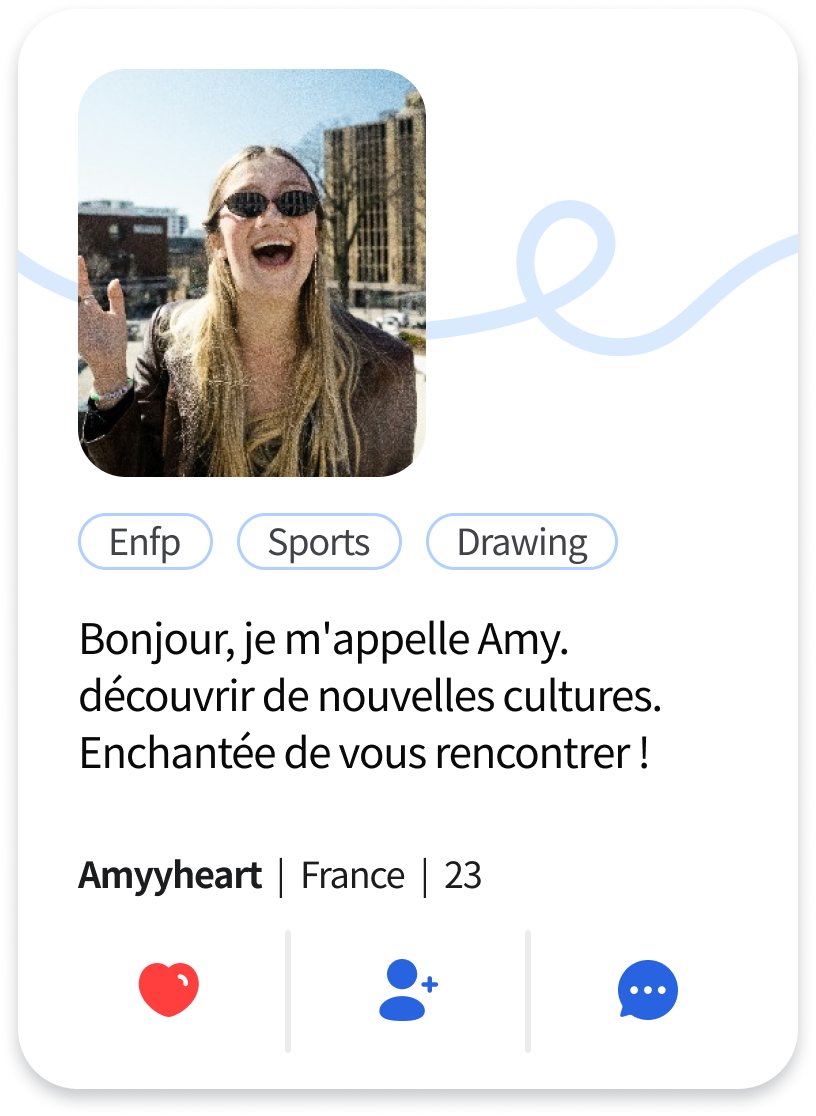 Enfp Sports Drawing
Bonjour, je m'appelle Amy.
découvrir de nouvelles cultures.
Enchantée de vous rencontrer !
Amyyheart | France | 23